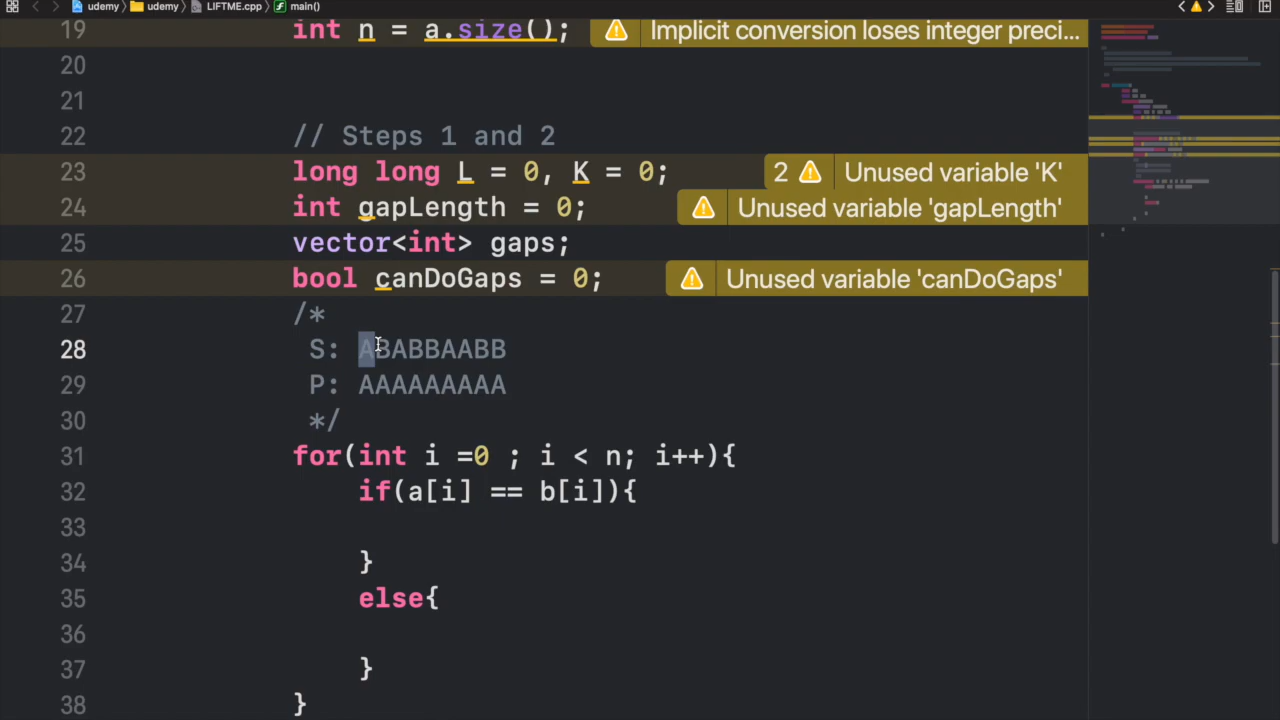 udemy udemy LIFTME.cpp main()
19 int n = a.size(); Implicit conversion loses integer preci...
20
21
22 // Steps 1 and 2
23 long long L = 0, K = 0; 2 Unused variable 'K'
24 int gapLength = 0; Unused variable 'gapLength'
25 vector<int> gaps;
26 bool canDoGaps = 0; Unused variable 'canDoGaps'
27 /*
28 S: ABABBAABB
29 P: AAAAAAAAA
30 */
31 for(int i =0 ; i < n; i++){
32 if(a[i] == b[i]){
33
34 }
35 else{
36
37 }
38 }